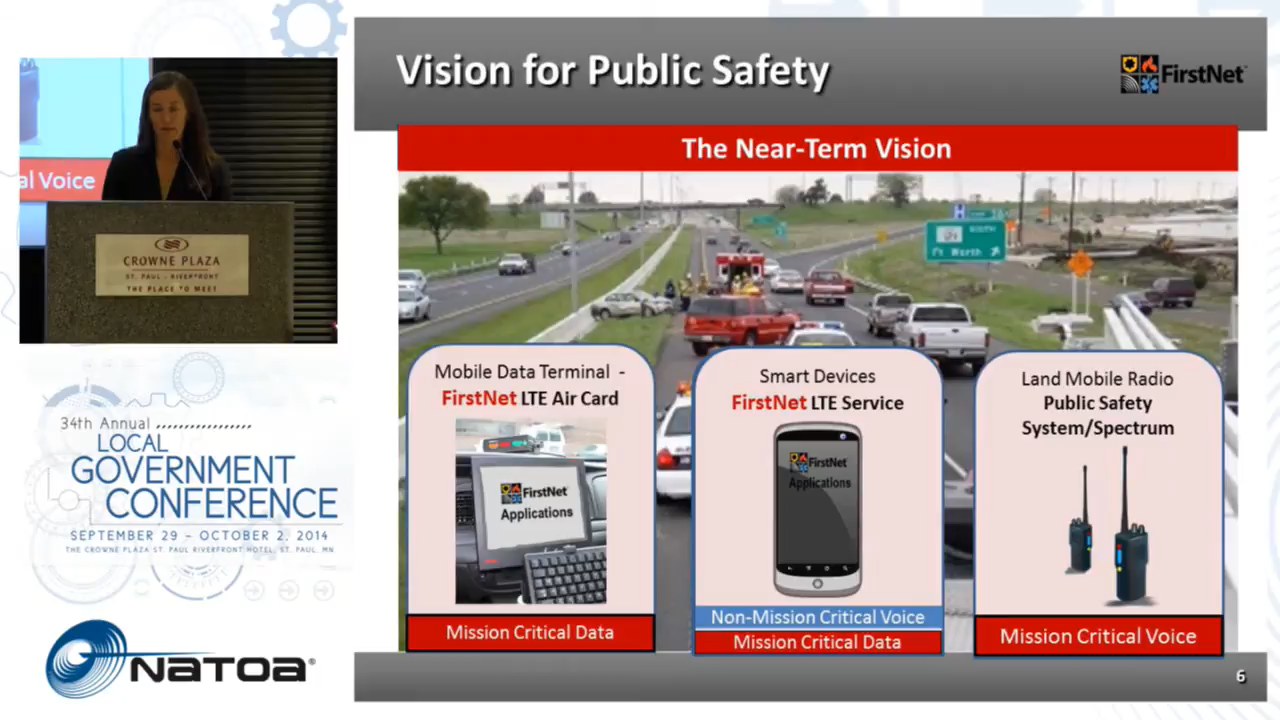 Vision for Public Safety
FirstNet
The Near-Term Vision
al Voice
CROWNE PLAZA
ST. PAUL - RIVERFRONT
THE PLACE TO MEET
SOUTH
Ft Worth
Mobile Data Terminal -
FirstNet LTE Air Card
FirstNet
Applications
Mission Critical Data
Smart Devices
FirstNet LTE Service
FirstNet
Applications
Non-Mission Critical Voice
Mission Critical Data
Land Mobile Radio
Public Safety
System/Spectrum
Mission Critical Voice
34th Annual
LOCAL
GOVERNMENT
CONFERENCE
SEPTEMBER 29 - OCTOBER 2, 2014
THE CROWNE PLAZA ST. PAUL RIVERFRONT HOTEL, ST. PAUL, MN
NATOA®
6